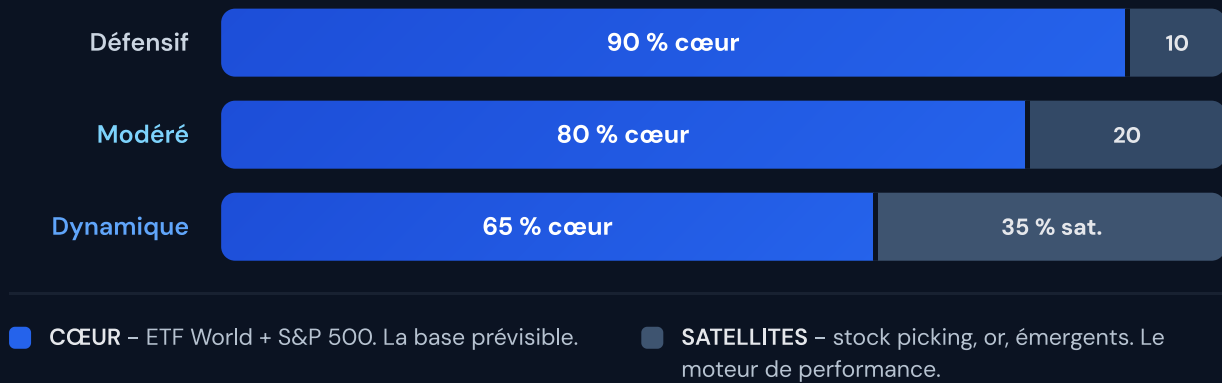 Défensif 90 % cœur 10
Modéré 80 % cœur 20
Dynamique 65 % cœur 35 % sat.
CŒUR – ETF World + S&P 500. La base prévisible.
SATELLITES – stock picking, or, émergents. Le
moteur de performance.